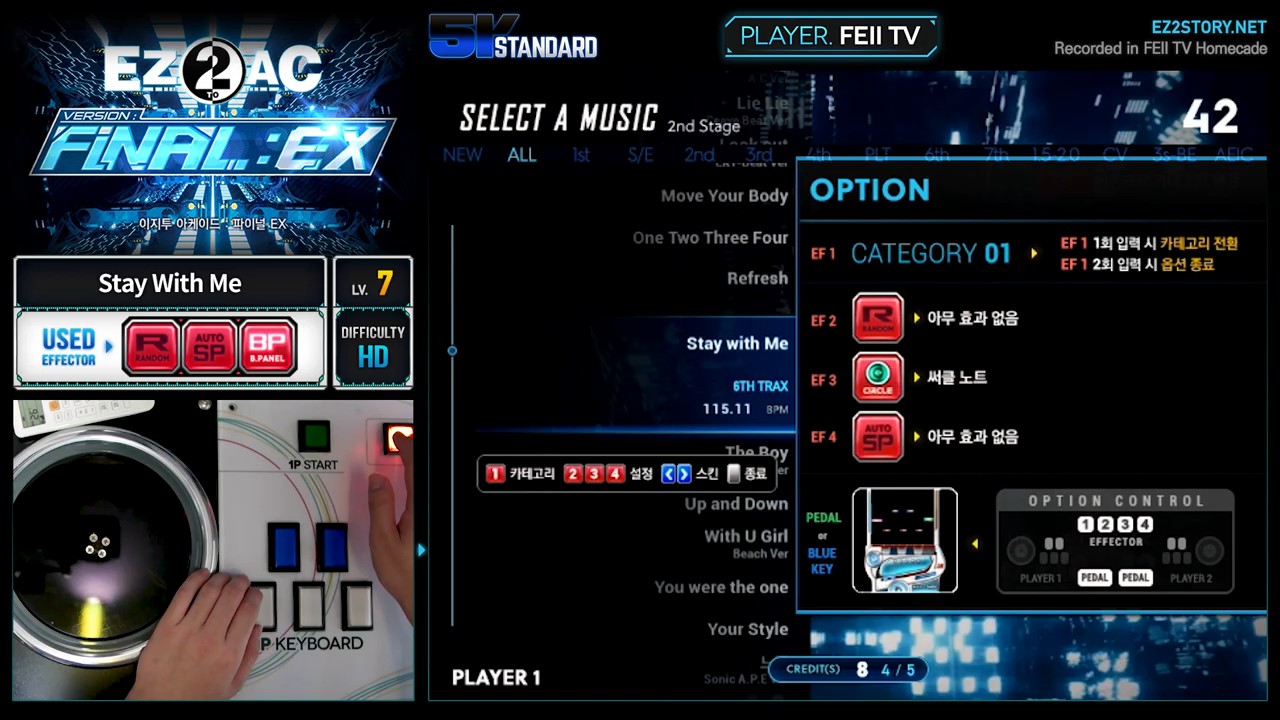 EZ2AC
TO
VERSION :
FiNAL:EX
이지투 아케이드 : 파이널 EX
Stay With Me
LV. 7
USED
EFFECTOR
R
RANDOM
AUTO
SP
BP
B.PANEL
DIFFICULTY
HD
1P START
P KEYBOARD
5K STANDARD
PLAYER. FEII TV
EZ2STORY.NET
Recorded in FEII TV Homecade
SELECT A MUSIC 2nd Stage
42
NEW ALL 1st S/E 2nd 3rd 4th PLT 6th 7th 1.5-2.0 CV 3s-BE AEIC
Lie Lie
Move Your Body
One Two Three Four
Refresh
Stay with Me
6TH TRAX
115.11 BPM
The Boy
1 카테고리 2 3 4 설정 스킨 종료
Up and Down
With U Girl
Beach Ver
You were the one
Your Style
Sonic A.P.E
PLAYER 1
CREDIT(S) 8 4 / 5
OPTION
EF 1 CATEGORY 01
EF 1 1회 입력 시 카테고리 전환
EF 1 2회 입력 시 옵션 종료
EF 2 R RANDOM 아무 효과 없음
EF 3 CIRCLE 써클 노트
EF 4 AUTO SP 아무 효과 없음
PEDAL
or
BLUE
KEY
OPTION CONTROL
1 2 3 4
EFFECTOR
PLAYER 1 PEDAL PEDAL PLAYER 2